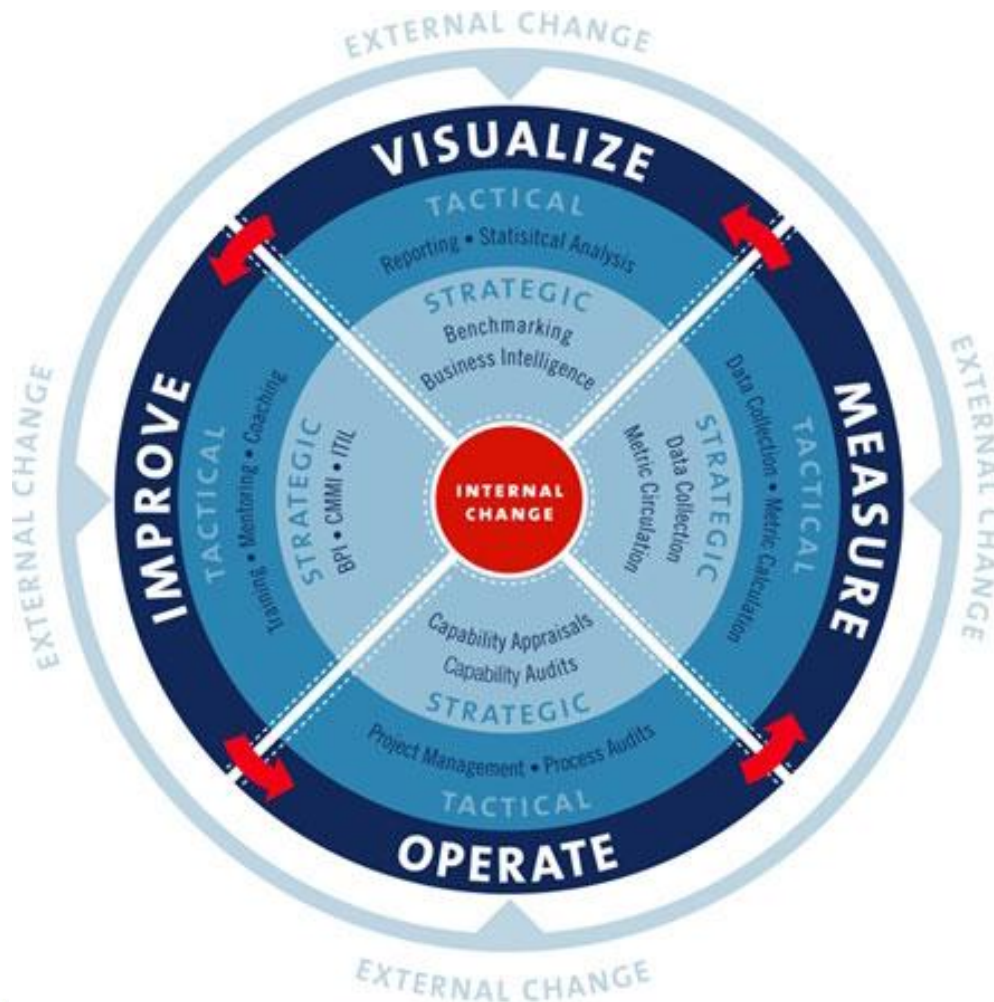 EXTERNAL CHANGE
VISUALIZE
TACTICAL
Reporting • Statisitcal Analysis
STRATEGIC
Benchmarking
Business Intelligence
MEASURE
TACTICAL
Data Collection • Metric Calculation
STRATEGIC
Data Collection
Metric Circulation
EXTERNAL CHANGE
INTERNAL
CHANGE
IMPROVE
TACTICAL
Training • Mentoring • Coaching
STRATEGIC
BPI • CMMI • ITIL
EXTERNAL CHANGE
Capability Appraisals
Capability Audits
STRATEGIC
Project Management • Process Audits
TACTICAL
OPERATE
EXTERNAL CHANGE